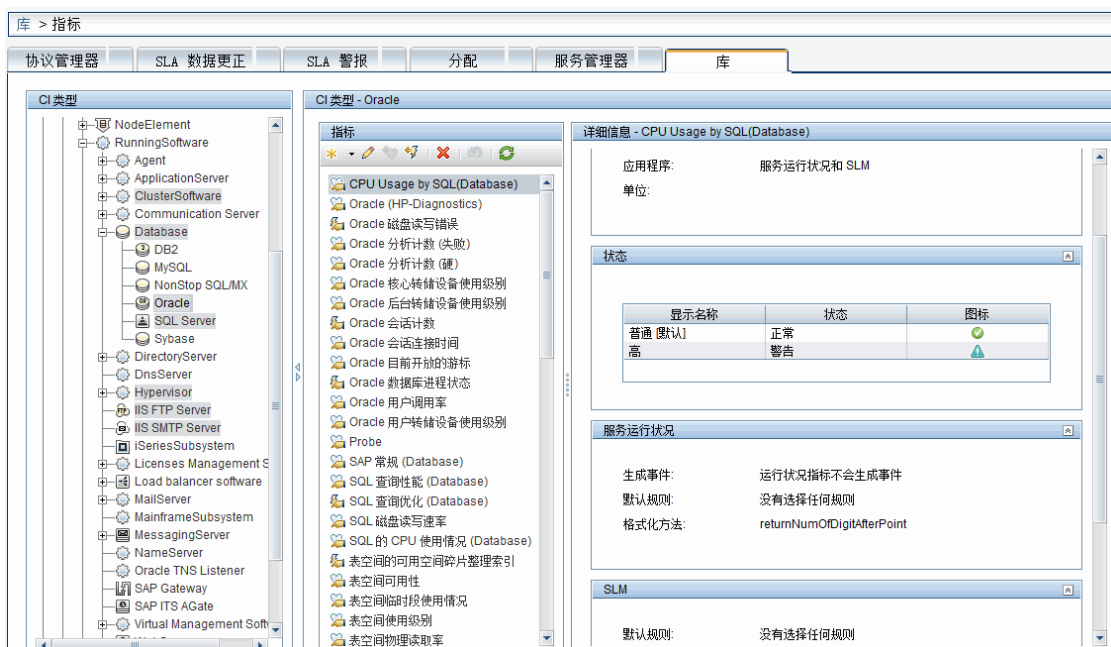 库 > 指标
协议管理器
SLA 数据更正
SLA 警报
分配
服务管理器
库
CI 类型
NodeElement
RunningSoftware
Agent
ApplicationServer
ClusterSoftware
Communication Server
Database
DB2
MySQL
NonStop SQL/MX
Oracle
SQL Server
Sybase
DirectoryServer
DnsServer
Hypervisor
IIS FTP Server
IIS SMTP Server
iSeriesSubsystem
Licenses Management S
Load balancer software
MailServer
MainframeSubsystem
MessagingServer
NameServer
Oracle TNS Listener
SAP Gateway
SAP ITS AGate
Virtual Management Softw
CI 类型 - Oracle
指标
CPU Usage by SQL(Database)
Oracle (HP-Diagnostics)
Oracle 磁盘读写错误
Oracle 分析计数 (失败)
Oracle 分析计数 (硬)
Oracle 核心转储设备使用级别
Oracle 后台转储设备使用级别
Oracle 会话计数
Oracle 会话连接时间
Oracle 目前开放的游标
Oracle 数据库进程状态
Oracle 用户调用率
Oracle 用户转储设备使用级别
Probe
SAP 常规 (Database)
SQL 查询性能 (Database)
SQL 查询优化 (Database)
SQL 磁盘读写速率
SQL 的 CPU 使用情况 (Database)
表空间的可用空间碎片整理索引
表空间可用性
表空间临时段使用情况
表空间使用级别
表空间物理读取率
详细信息 - CPU Usage by SQL(Database)
应用程序: 服务运行状况和 SLM
单位:
状态
显示名称 状态 图标
普通 [默认] 正常
高 警告
服务运行状况
生成事件: 运行状况指标不会生成事件
默认规则: 没有选择任何规则
格式化方法: returnNumOfDigitAfterPoint
SLM
默认规则: 没有选择任何规则